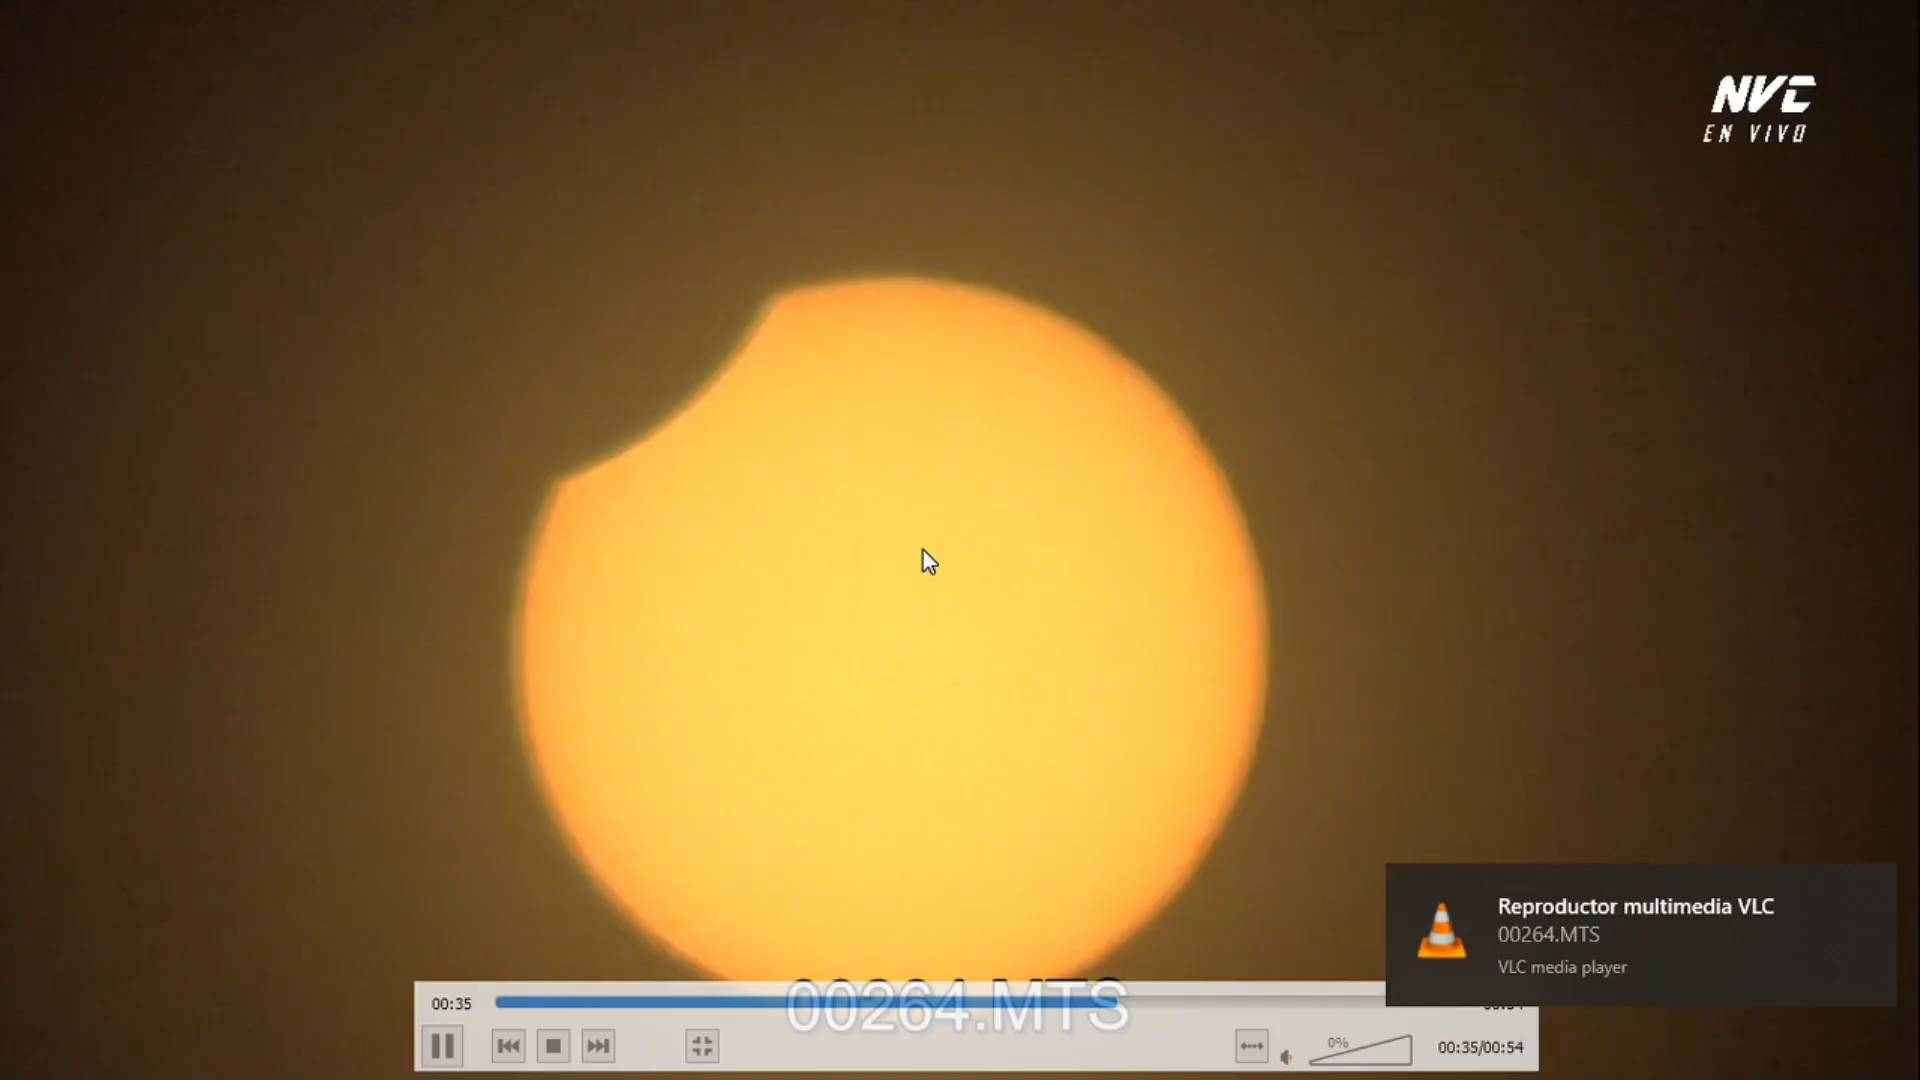 NVC
EN VIVO
Reproductor multimedia VLC
00264.MTS
VLC media player
00264.MTS
00:35
0%
00:35/00:54